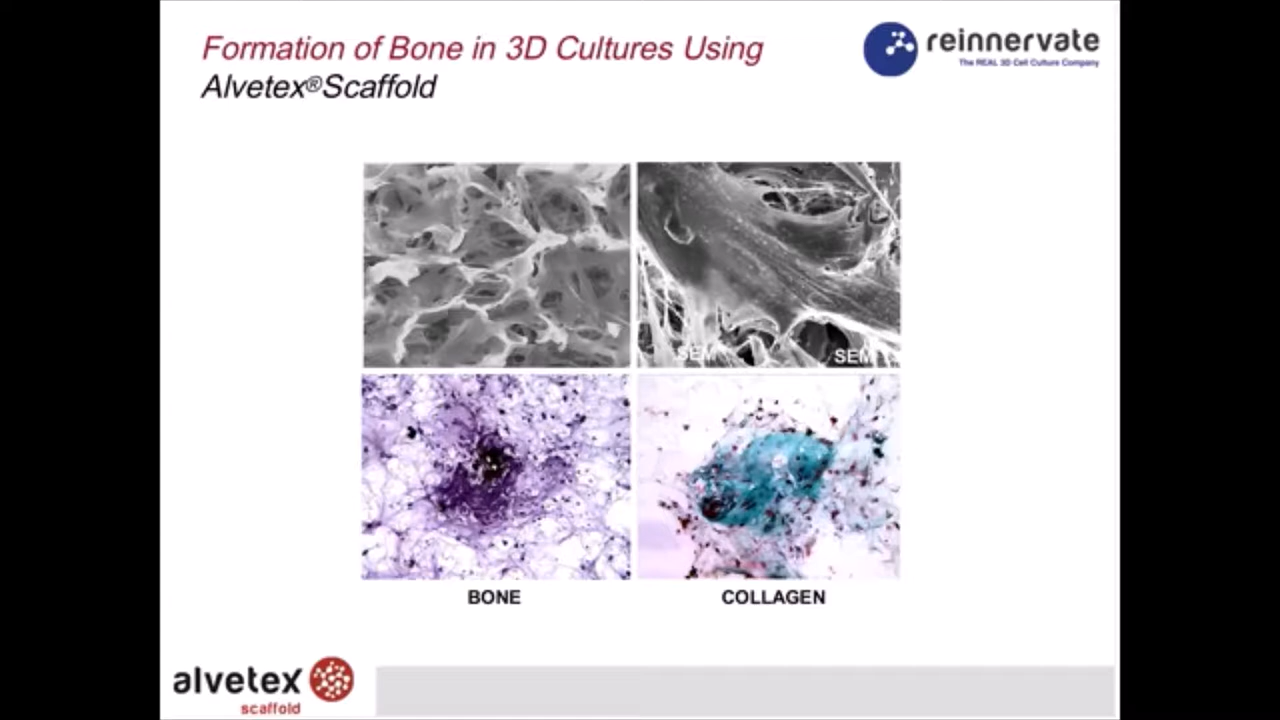 Formation of Bone in 3D Cultures Using
Alvetex®Scaffold
reinnervate
The REAL 3D Cell Culture Company
SEM
SEM
BONE
COLLAGEN
alvetex
scaffold